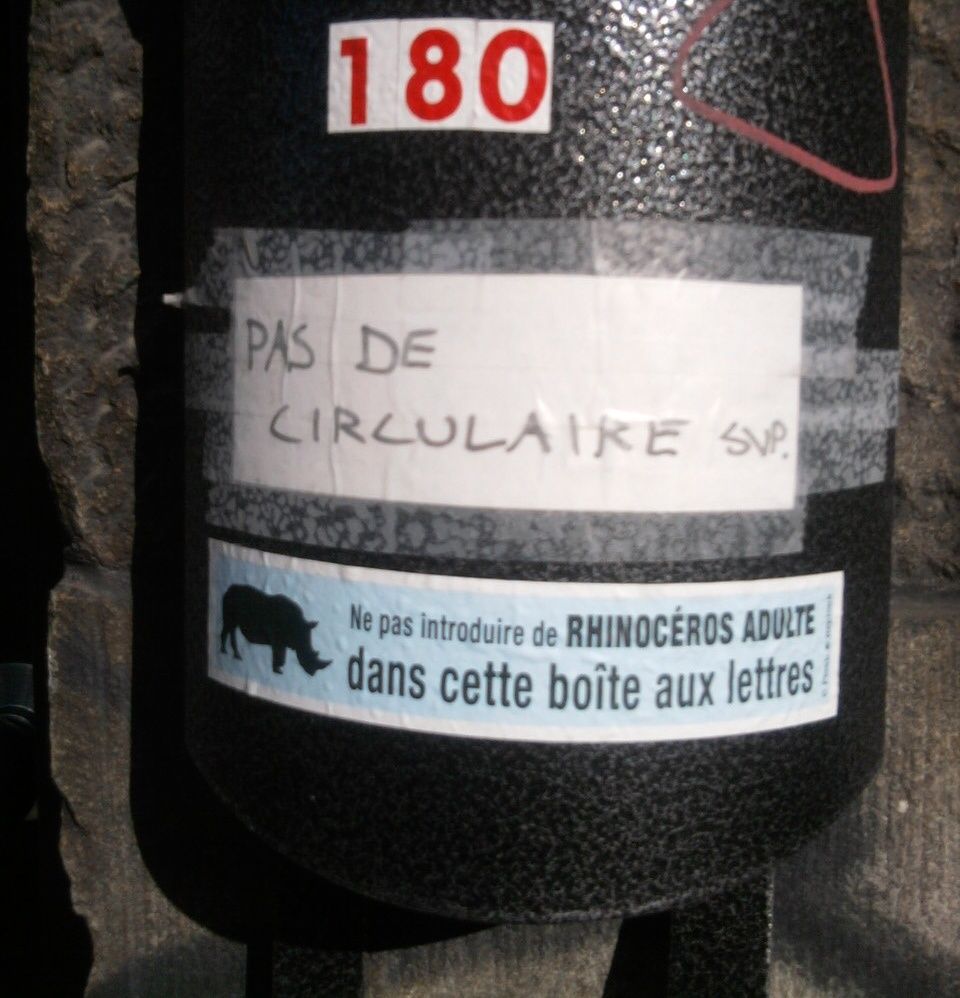 180
PAS DE
CIRCULAIRE SVP.
Ne pas introduire de RHINOCÉROS ADULTE
dans cette boîte aux lettres